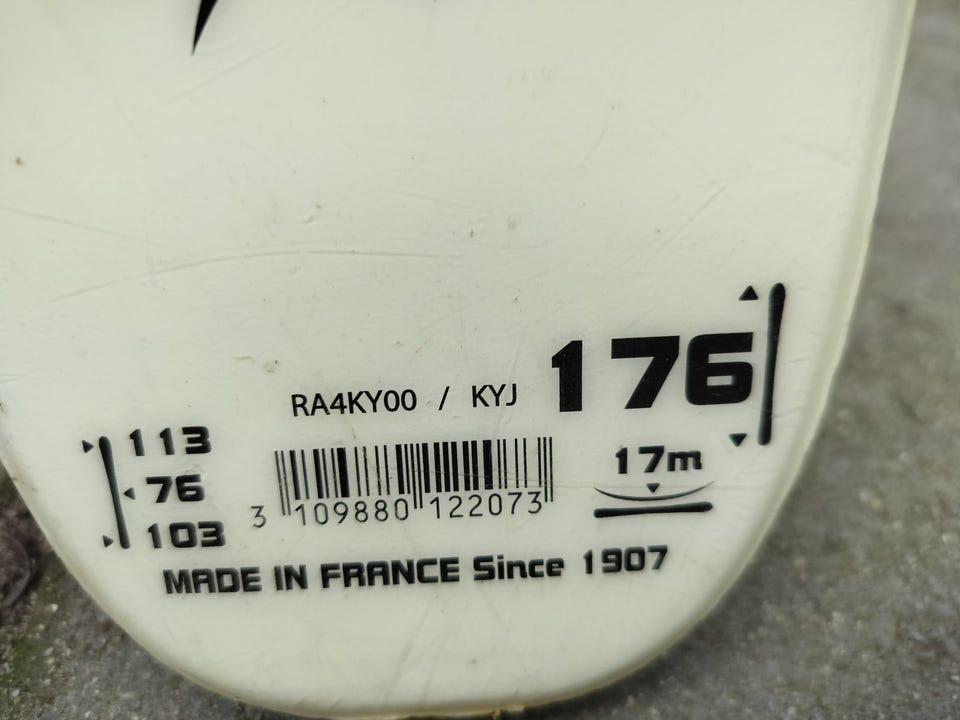 176
RA4KY00 / KYJ
113
76
103
17m
3 109880 122073
MADE IN FRANCE Since 1907